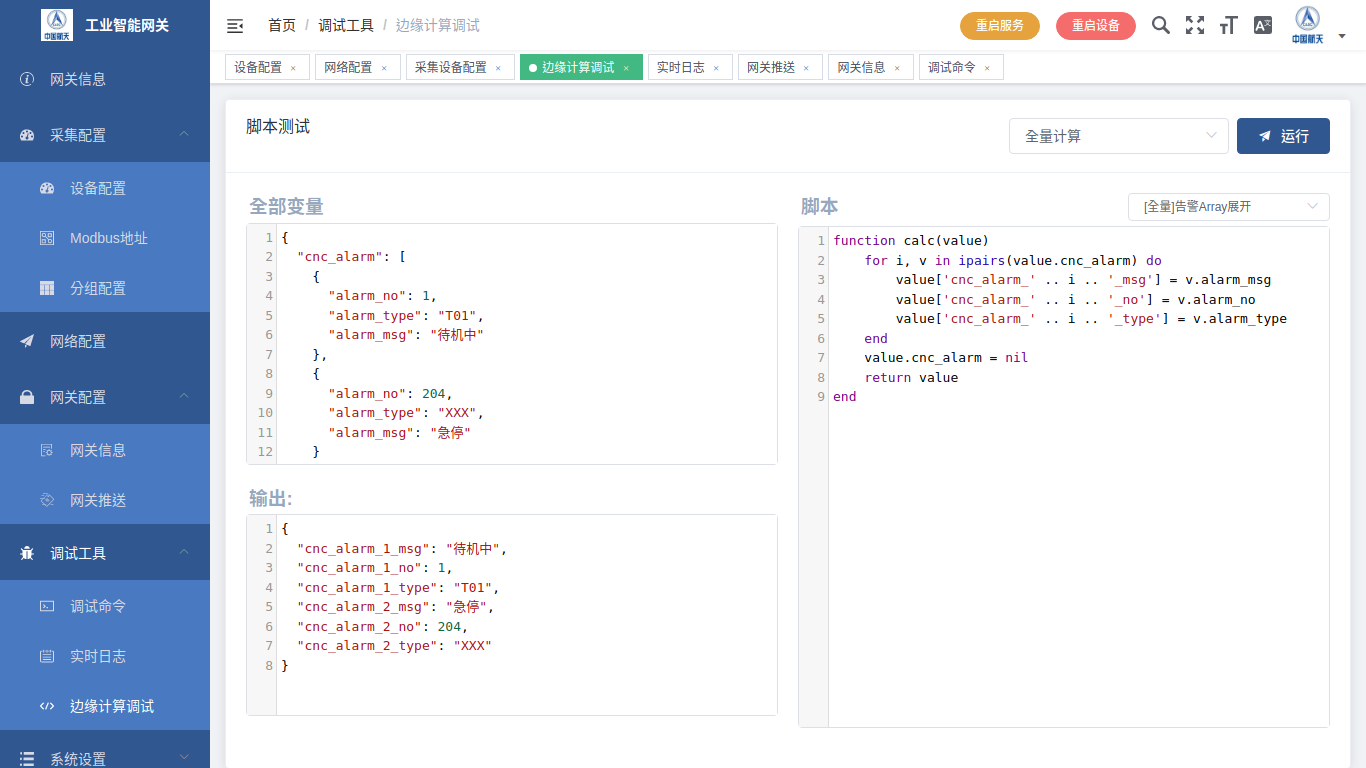 中国航天
工业智能网关
网关信息
采集配置
设备配置
Modbus地址
分组配置
网络配置
网关配置
网关信息
网关推送
调试工具
调试命令
实时日志
边缘计算调试
系统设置
首页 / 调试工具 / 边缘计算调试
重启服务
重启设备
中国航天
设备配置 ×
网络配置 ×
采集设备配置 ×
边缘计算调试 ×
实时日志 ×
网关推送 ×
网关信息 ×
调试命令 ×
脚本测试
全量计算
运行
全部变量
1 {
2   "cnc_alarm": [
3     {
4       "alarm_no": 1,
5       "alarm_type": "T01",
6       "alarm_msg": "待机中"
7     },
8     {
9       "alarm_no": 204,
10       "alarm_type": "XXX",
11       "alarm_msg": "急停"
12     }
输出:
1 {
2   "cnc_alarm_1_msg": "待机中",
3   "cnc_alarm_1_no": 1,
4   "cnc_alarm_1_type": "T01",
5   "cnc_alarm_2_msg": "急停",
6   "cnc_alarm_2_no": 204,
7   "cnc_alarm_2_type": "XXX"
8 }
脚本
[全量]告警Array展开
1 function calc(value)
2     for i, v in ipairs(value.cnc_alarm) do
3         value['cnc_alarm_' .. i .. '_msg'] = v.alarm_msg
4         value['cnc_alarm_' .. i .. '_no'] = v.alarm_no
5         value['cnc_alarm_' .. i .. '_type'] = v.alarm_type
6     end
7     value.cnc_alarm = nil
8     return value
9 end